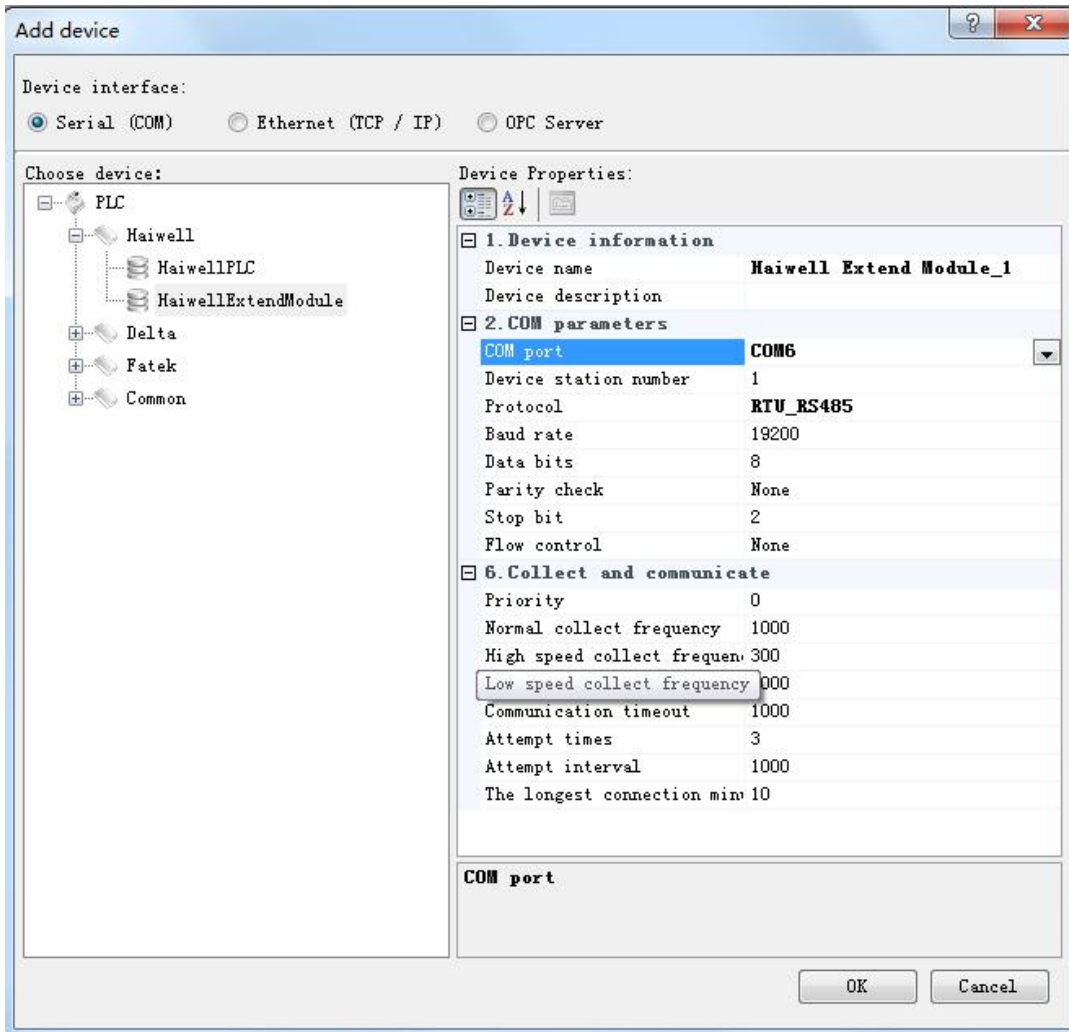 Add device
Device interface:
Serial (COM) Ethernet (TCP / IP) OPC Server
Choose device:
PLC
Haiwell
HaiwellPLC
HaiwellExtendModule
Delta
Fatek
Common
Device Properties:
1.Device information
Device name Haiwell Extend Module_1
Device description
2.COM parameters
COM port COM6
Device station number 1
Protocol RTU_RS485
Baud rate 19200
Data bits 8
Parity check None
Stop bit 2
Flow control None
6.Collect and communicate
Priority 0
Normal collect frequency 1000
High speed collect frequen 300
Low speed collect frequency 000
Communication timeout 1000
Attempt times 3
Attempt interval 1000
The longest connection min 10
COM port
OK Cancel